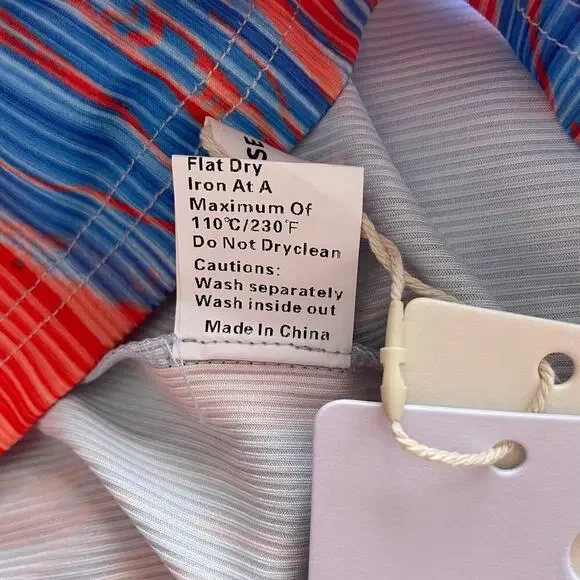 Flat Dry
Iron At A
Maximum Of
110℃/230℉
Do Not Dryclean
Cautions:
Wash separately
Wash inside out
Made In China